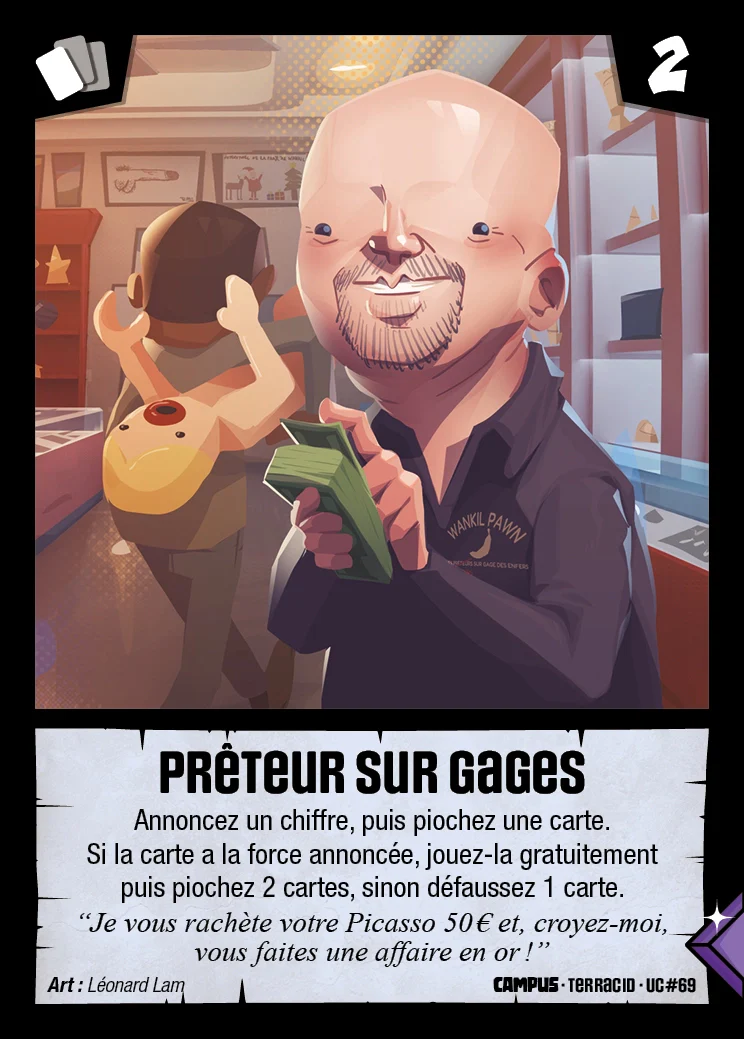 2
WANKIL PAWN
PRÊTEUR SUR GAGES
Annoncez un chiffre, puis piochez une carte.
Si la carte a la force annoncée, jouez-la gratuitement
puis piochez 2 cartes, sinon défaussez 1 carte.
“Je vous rachète votre Picasso 50 € et, croyez-moi,
vous faites une affaire en or !”
Art : Léonard Lam
CAMPUS · TERRACID · UC#69